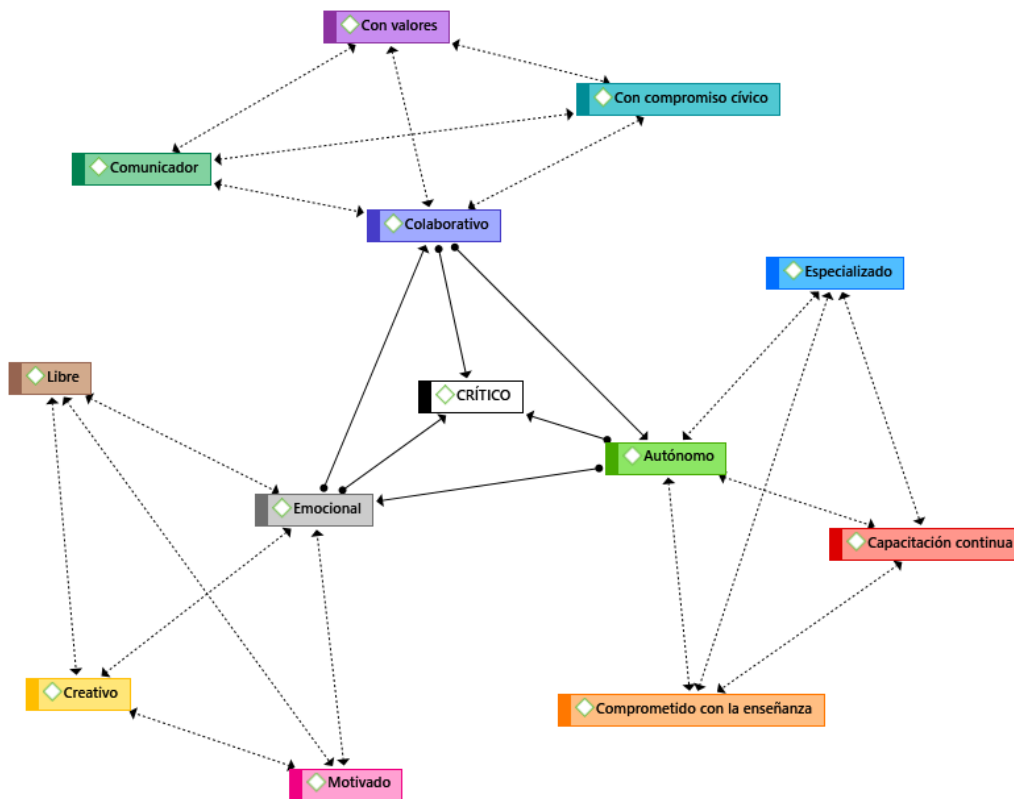 Con valores
Con compromiso cívico
Comunicador
Colaborativo
Especializado
Libre
CRÍTICO
Autónomo
Emocional
Capacitación continua
Creativo
Comprometido con la enseñanza
Motivado